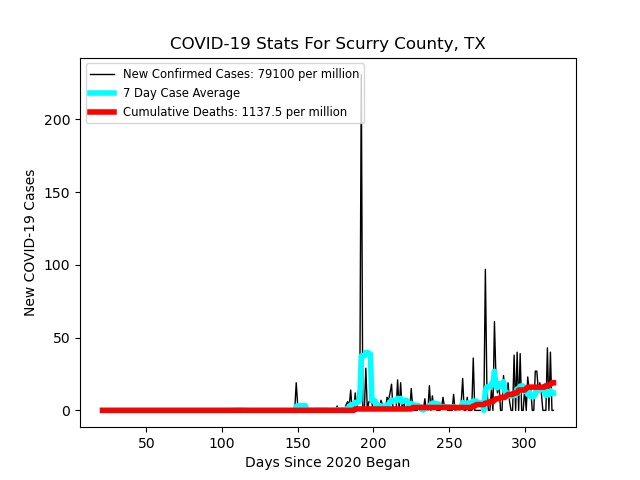 COVID-19 Stats For Scurry County, TX
New Confirmed Cases: 79100 per million
7 Day Case Average
Cumulative Deaths: 1137.5 per million
New COVID-19 Cases
200
150
100
50
0
50 100 150 200 250 300
Days Since 2020 Began